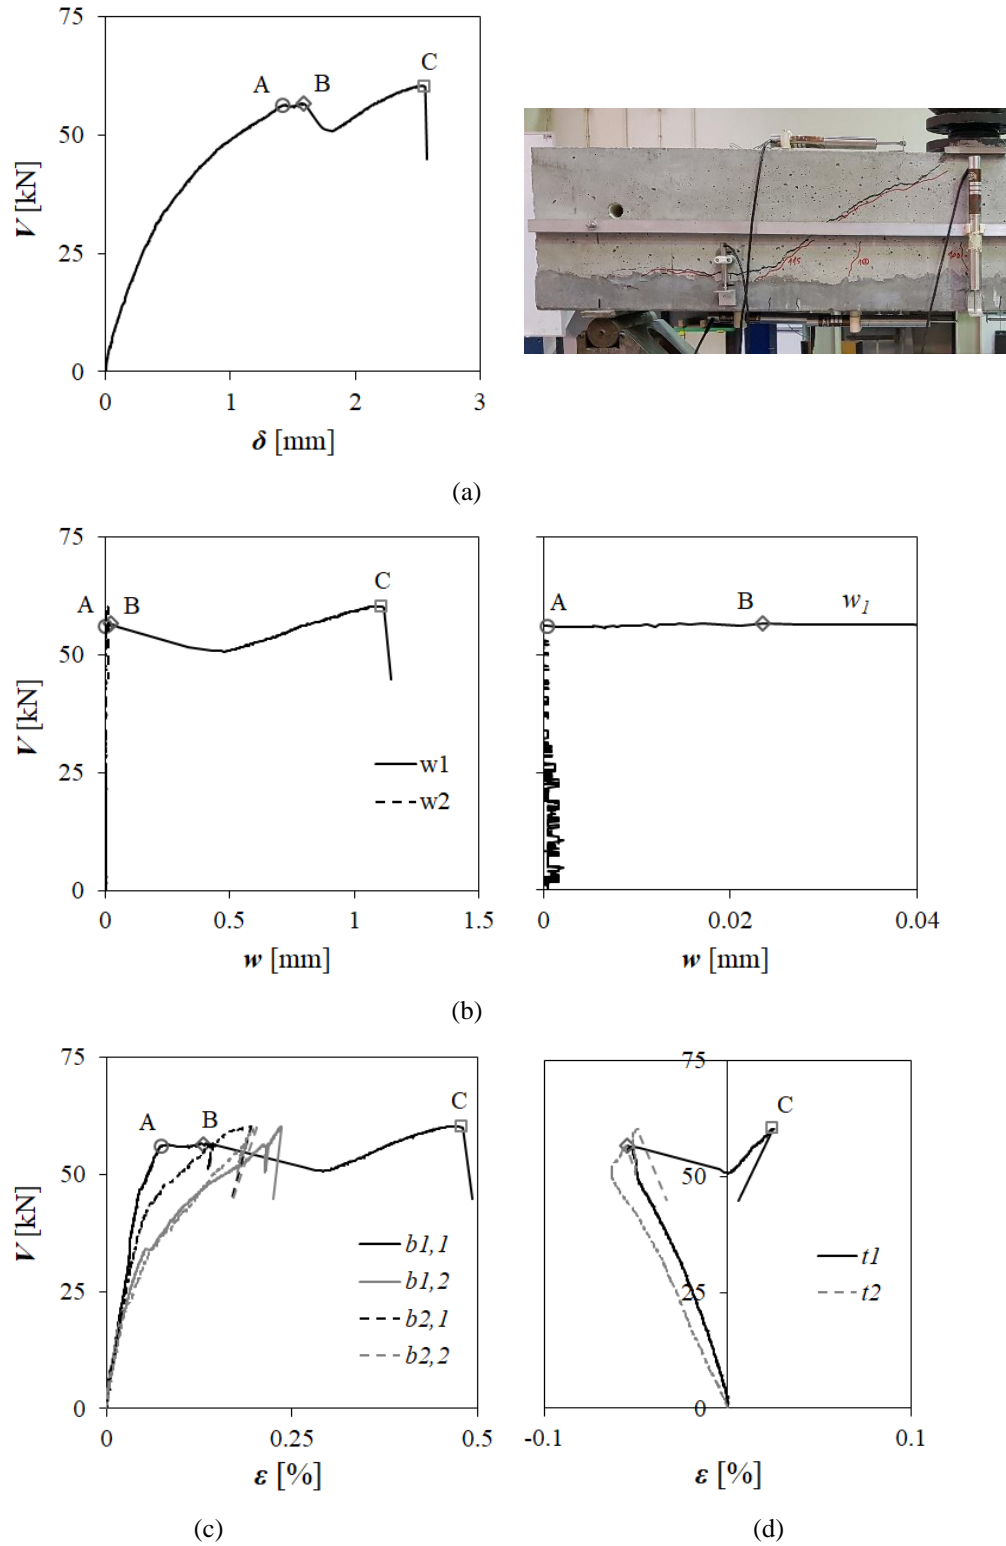 75
50
25
0
V [kN]
A
B
C
0
1
2
3
δ [mm]
115
100
100
(a)
75
50
25
0
V [kN]
A
B
C
w1
w2
0
0.5
1
1.5
w [mm]
A
B
w1
0
0.02
0.04
w [mm]
(b)
75
50
25
0
V [kN]
A
B
C
b1,1
b1,2
b2,1
b2,2
0
0.25
0.5
ε [%]
75
50
25
0
C
t1
t2
-0.1
0.1
ε [%]
(c)
(d)